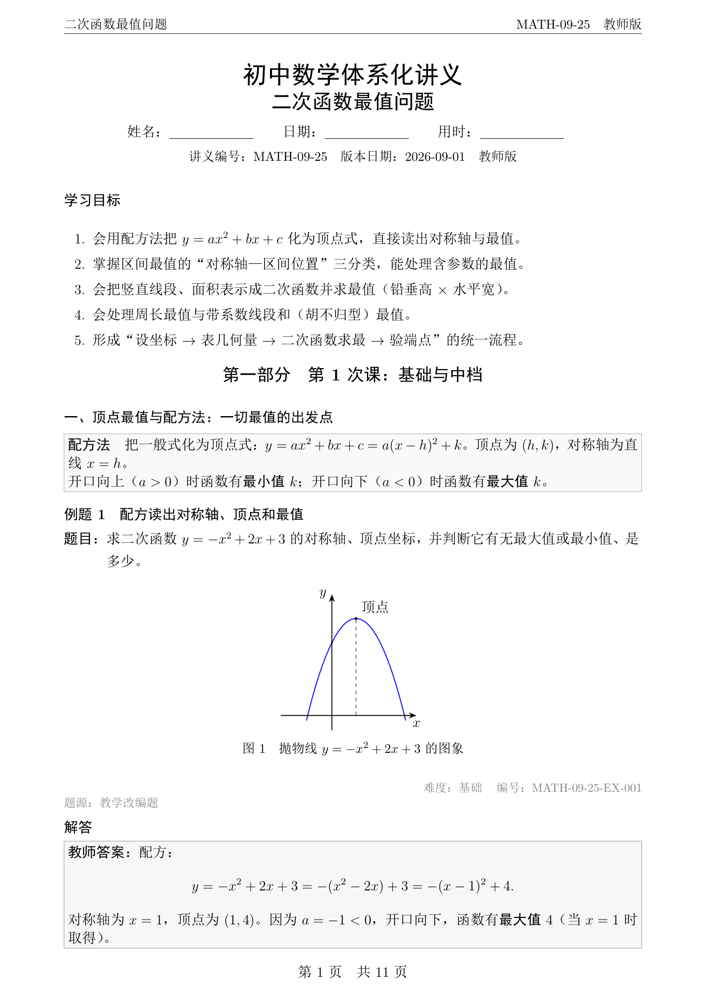 二次函数最值问题 MATH-09-25 教师版
初中数学体系化讲义
二次函数最值问题
姓名： 日期： 用时：
讲义编号：MATH-09-25 版本日期：2026-09-01 教师版
学习目标
1. 会用配方法把 y = ax² + bx + c 化为顶点式，直接读出对称轴与最值。
2. 掌握区间最值的“对称轴—区间位置”三分类，能处理含参数的最值。
3. 会把竖直线段、面积表示成二次函数并求最值（铅垂高 × 水平宽）。
4. 会处理周长最值与带系数线段和（胡不归型）最值。
5. 形成“设坐标 → 表几何量 → 二次函数求最 → 验端点”的统一流程。
第一部分 第 1 次课：基础与中档
一、顶点最值与配方法：一切最值的出发点
配方法 把一般式化为顶点式：y = ax² + bx + c = a(x − h)² + k。顶点为 (h, k)，对称轴为直
线 x = h。
开口向上（a > 0）时函数有最小值 k；开口向下（a < 0）时函数有最大值 k。
例题 1 配方读出对称轴、顶点和最值
题目：求二次函数 y = −x² + 2x + 3 的对称轴、顶点坐标，并判断它有无最大值或最小值、是
多少。
y
顶点
x
图 1 抛物线 y = −x² + 2x + 3 的图象
难度：基础 编号：MATH-09-25-EX-001
题源：教学改编题
解答
教师答案：配方：
y = −x² + 2x + 3 = −(x² − 2x) + 3 = −(x − 1)² + 4.
对称轴为 x = 1，顶点为 (1, 4)。因为 a = −1 < 0，开口向下，函数有最大值 4（当 x = 1 时
取得）。
第 1 页 共 11 页